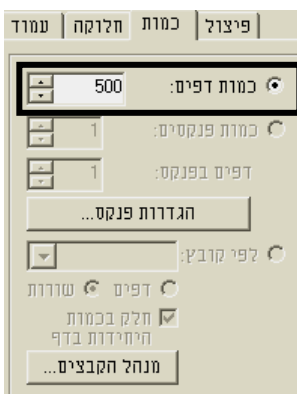 פיצול כמות חלוקה עמוד
כמות דפים: 500
כמות פנקסים: 1
דפים בפנקס: 1
הגדרות פנקס...
לפי קובץ:
דפים שורות
חלק בכמות
היחידות בדף
מנהל הקבצים...